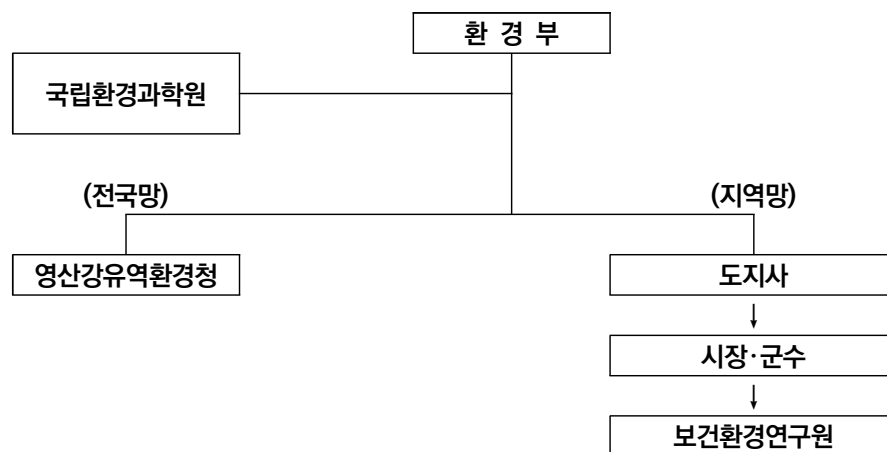 환 경 부
국립환경과학원
(전국망)
(지역망)
영산강유역환경청
도지사
시장·군수
보건환경연구원